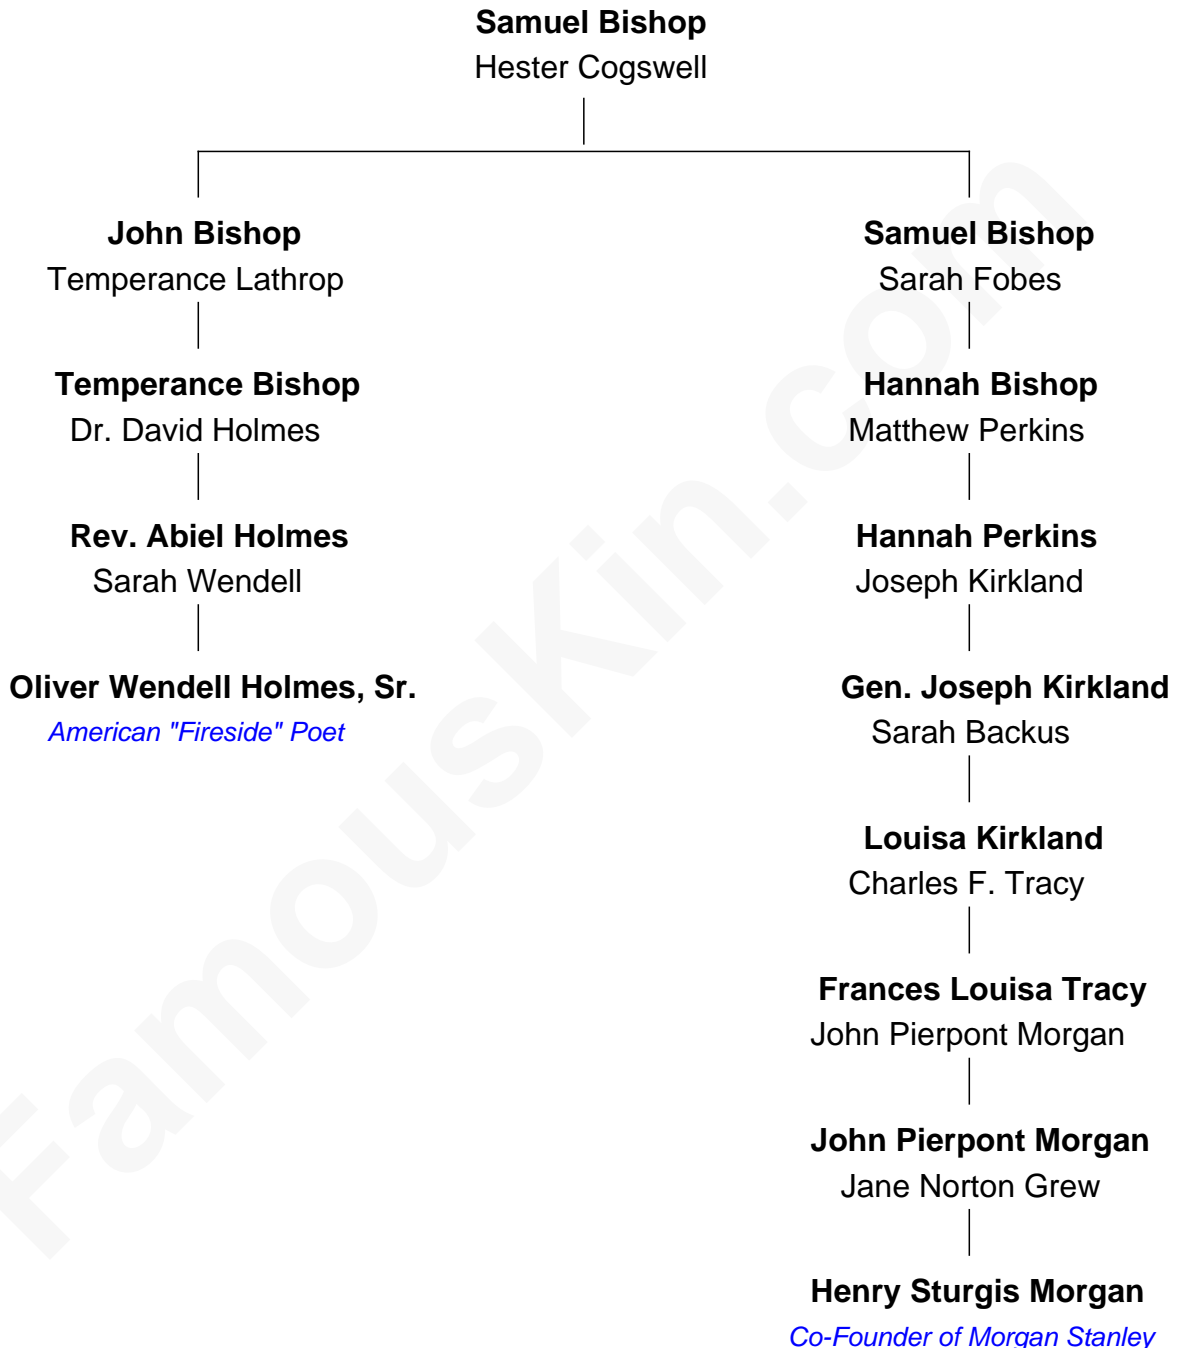 Samuel Bishop
Hester Cogswell
John Bishop
Temperance Lathrop
Samuel Bishop
Sarah Fobes
Temperance Bishop
Dr. David Holmes
Hannah Bishop
Matthew Perkins
Rev. Abiel Holmes
Sarah Wendell
Hannah Perkins
Joseph Kirkland
Oliver Wendell Holmes, Sr.
American "Fireside" Poet
Gen. Joseph Kirkland
Sarah Backus
Louisa Kirkland
Charles F. Tracy
Frances Louisa Tracy
John Pierpont Morgan
John Pierpont Morgan
Jane Norton Grew
Henry Sturgis Morgan
Co-Founder of Morgan Stanley
FamousKin.com